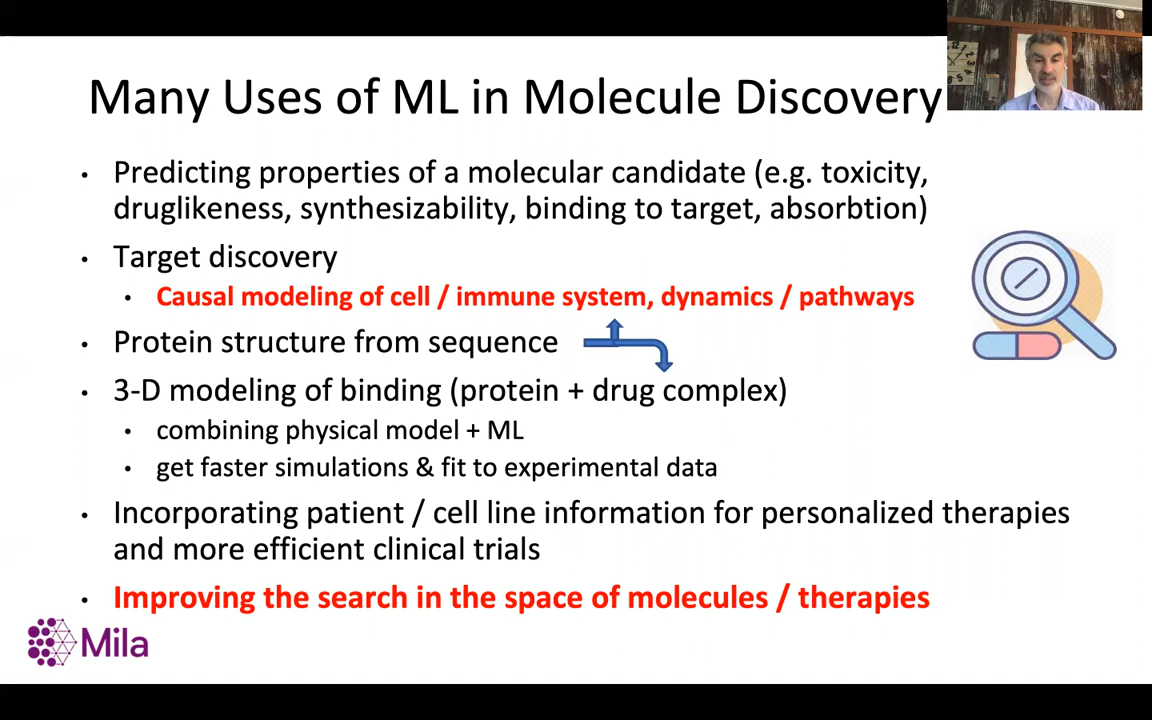 Many Uses of ML in Molecule Discovery
• Predicting properties of a molecular candidate (e.g. toxicity,
druglikeness, synthesizability, binding to target, absorbtion)
• Target discovery
• Causal modeling of cell / immune system, dynamics / pathways
• Protein structure from sequence
• 3-D modeling of binding (protein + drug complex)
• combining physical model + ML
• get faster simulations & fit to experimental data
• Incorporating patient / cell line information for personalized therapies
and more efficient clinical trials
• Improving the search in the space of molecules / therapies
Mila